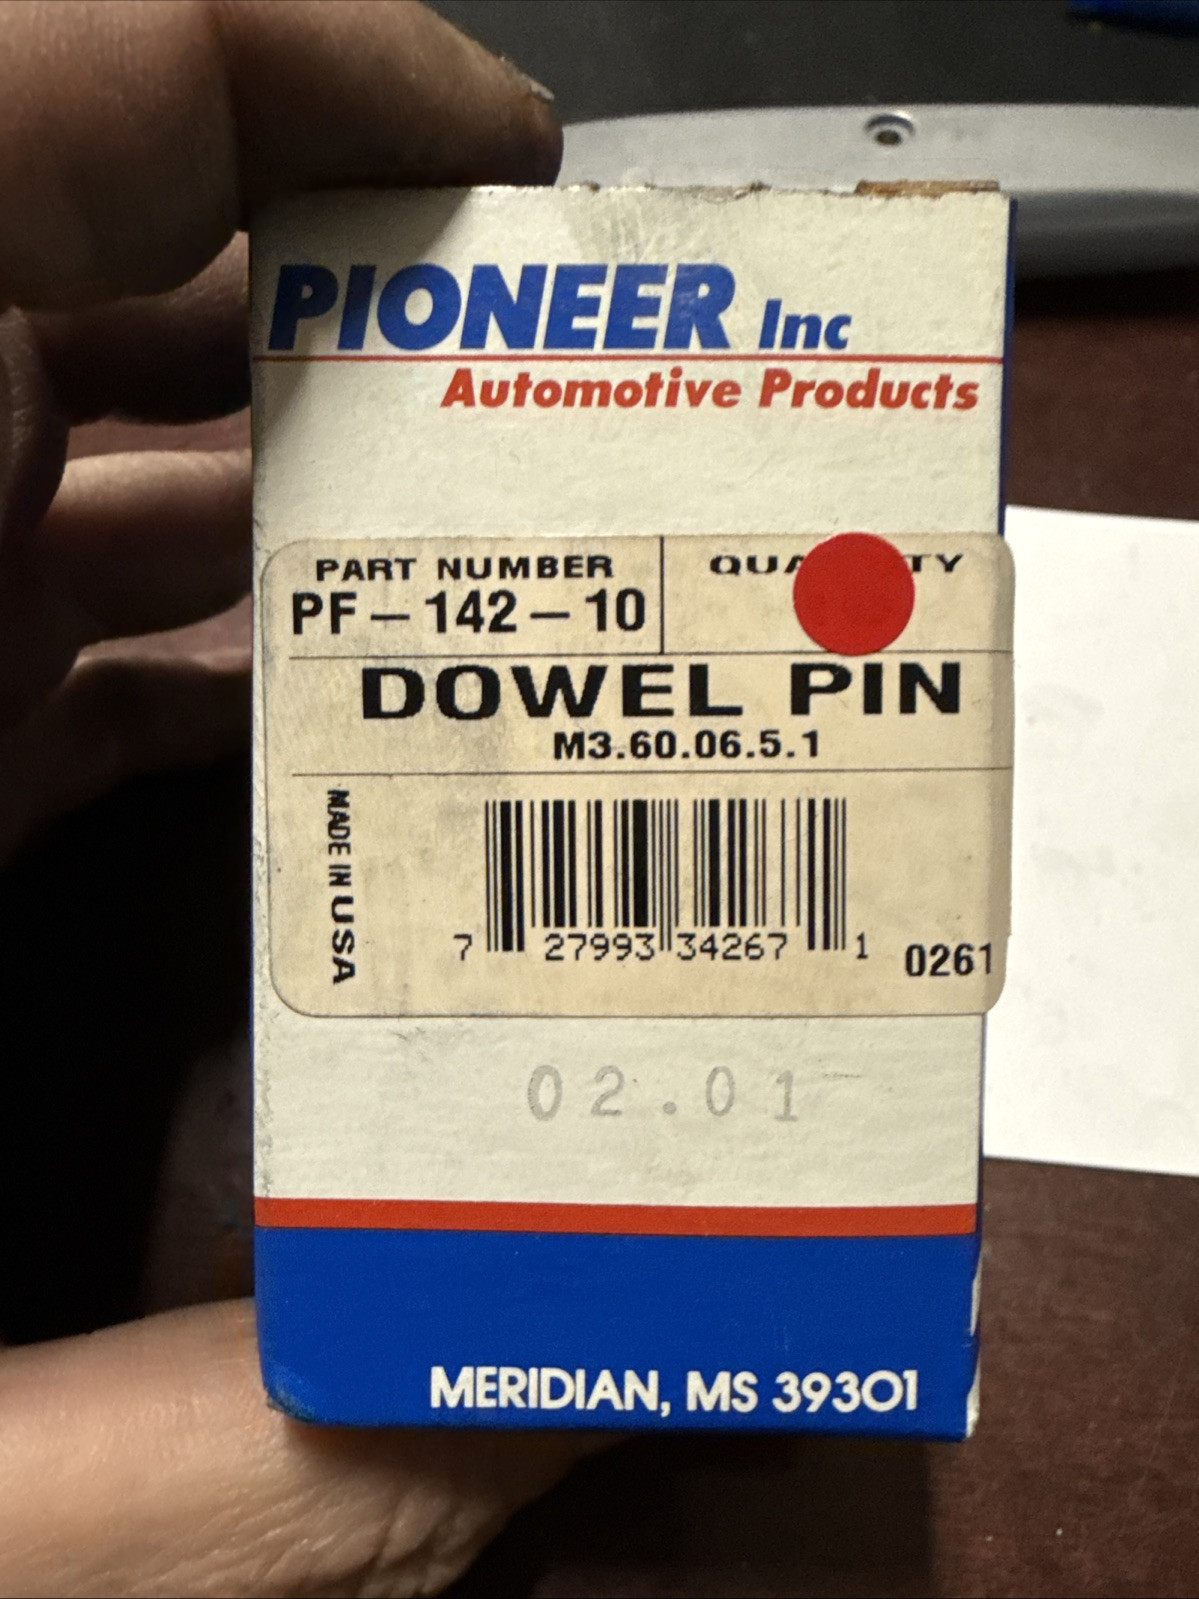 PIONEER Inc
Automotive Products
PART NUMBER
PF-142-10
DOWEL PIN
M3.60.06.5.1
MADE IN USA
7 27993 34267 1
0261
02.01
MERIDIAN, MS 39301